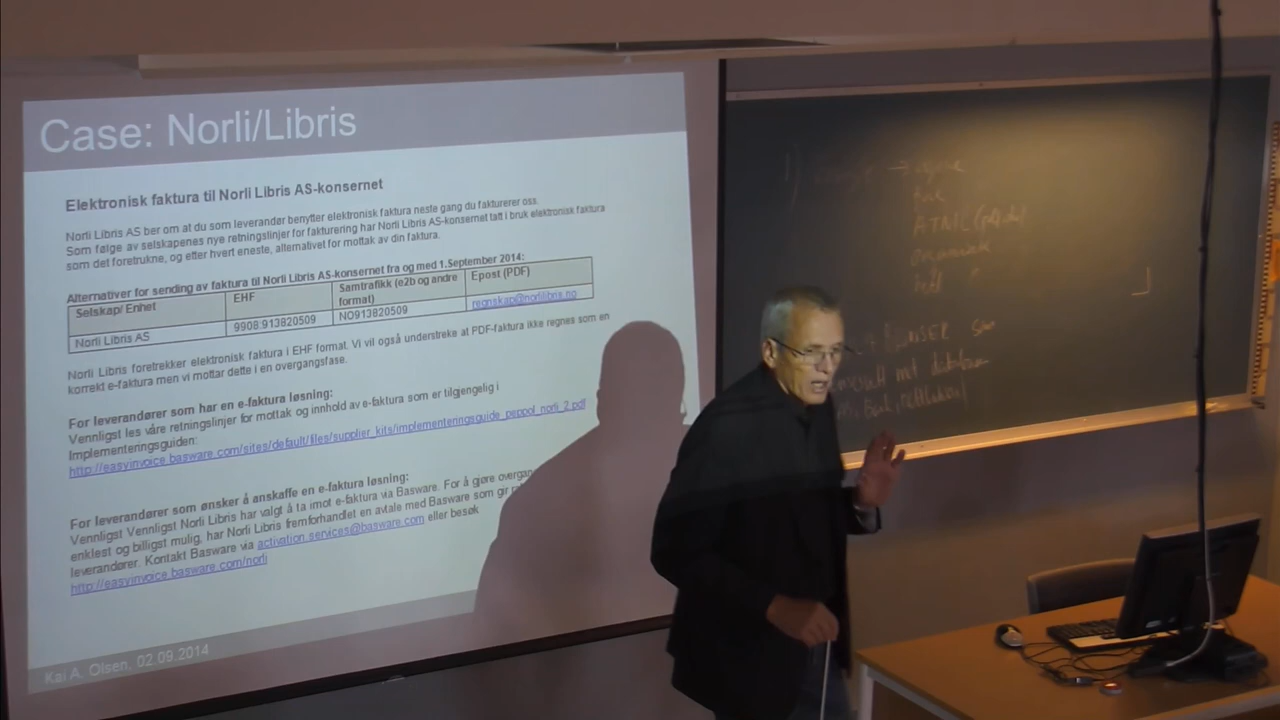 Case: Norli/Libris
Elektronisk faktura til Norli Libris AS-konsernet
Norli Libris AS ber om at du som leverandør benytter elektronisk faktura neste gang du fakturerer oss.
Som følge av selskapenes nye retningslinjer for fakturering har Norli Libris AS-konsernet tatt i bruk elektronisk faktura
som det foretrukne, og etter hvert eneste, alternativet for mottak av din faktura.
Alternativer for sending av faktura til Norli Libris AS-konsernet fra og med 1.September 2014:
Selskap/ Enhet EHF Samtrafikk (e2b og andre format) Epost (PDF)
Norli Libris AS 9908:913820509 NO913820509 regnskap@norlilibris.no
Norli Libris foretrekker elektronisk faktura i EHF format. Vi vil også understreke at PDF-faktura ikke regnes som en
korrekt e-faktura men vi mottar dette i en overgangsfase.
For leverandører som har en e-faktura løsning:
Vennligst les våre retningslinjer for mottak og innhold av e-faktura som er tilgjengelig i
Implementeringsguiden:
http://easyinvoice.basware.com/sites/default/files/supplier_kits/implementeringsguide_peppol_norli_2.pdf
For leverandører som ønsker å anskaffe en e-faktura løsning:
Vennligst Vennligst Norli Libris har valgt å ta imot e-faktura via Basware. For å gjøre overgan
enklest og billigst mulig, har Norli Libris fremforhandlet en avtale med Basware som gir
leverandører. Kontakt Basware via activation.services@basware.com eller besøk
http://easyinvoice.basware.com/norli
Kai A. Olsen, 02.09.2014
1)